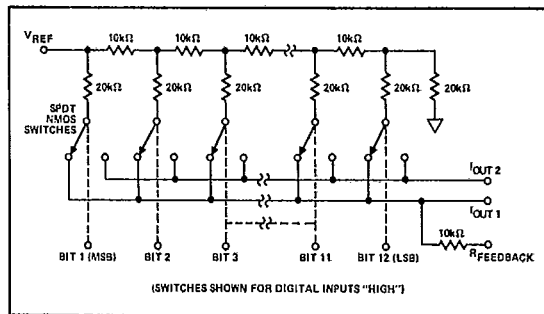 VREF
10kΩ 10kΩ 10kΩ 10kΩ
20kΩ 20kΩ 20kΩ 20kΩ 20kΩ 20kΩ
SPDT
NMOS
SWITCHES
IOUT 2
IOUT 1
10kΩ
RFEEDBACK
BIT 1 (MSB) BIT 2 BIT 3 BIT 11 BIT 12 (LSB)
(SWITCHES SHOWN FOR DIGITAL INPUTS "HIGH")